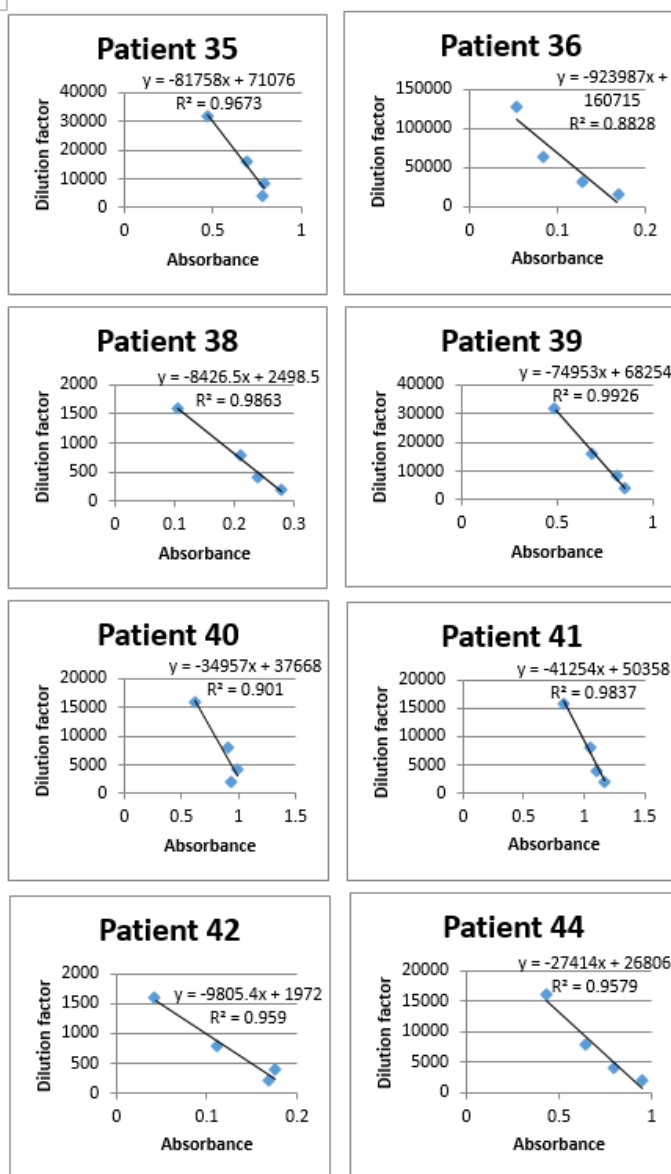 Patient 35
y = -81758x + 71076
R² = 0.9673
40000
30000
20000
10000
0
0 0.5 1
Dilution factor
Absorbance
Patient 36
y = -923987x +
160715
R² = 0.8828
150000
100000
50000
0
0 0.1 0.2
Dilution factor
Absorbance
Patient 38
y = -8426.5x + 2498.5
R² = 0.9863
2000
1500
1000
500
0
0 0.1 0.2 0.3
Dilution factor
Absorbance
Patient 39
y = -74953x + 68254
R² = 0.9926
40000
30000
20000
10000
0
0 0.5 1
Dilution factor
Absorbance
Patient 40
y = -34957x + 37668
R² = 0.901
20000
15000
10000
5000
0
0 0.5 1 1.5
Dilution factor
Absorbance
Patient 41
y = -41254x + 50358
R² = 0.9837
20000
15000
10000
5000
0
0 0.5 1 1.5
Dilution factor
Absorbance
Patient 42
y = -9805.4x + 1972
R² = 0.959
2000
1500
1000
500
0
0 0.1 0.2
Dilution factor
Absorbance
Patient 44
y = -27414x + 26806
R² = 0.9579
20000
15000
10000
5000
0
0 0.5 1
Dilution factor
Absorbance